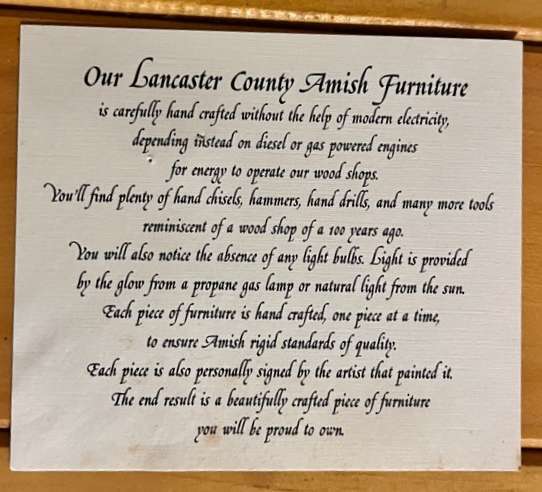 Our Lancaster County Amish Furniture
is carefully hand crafted without the help of modern electricity,
depending instead on diesel or gas powered engines
for energy to operate our wood shops.
You'll find plenty of hand chisels, hammers, hand drills, and many more tools
reminiscent of a wood shop of a 100 years ago.
You will also notice the absence of any light bulbs. Light is provided
by the glow from a propane gas lamp or natural light from the sun.
Each piece of furniture is hand crafted, one piece at a time,
to ensure Amish rigid standards of quality.
Each piece is also personally signed by the artist that painted it.
The end result is a beautifully crafted piece of furniture
you will be proud to own.